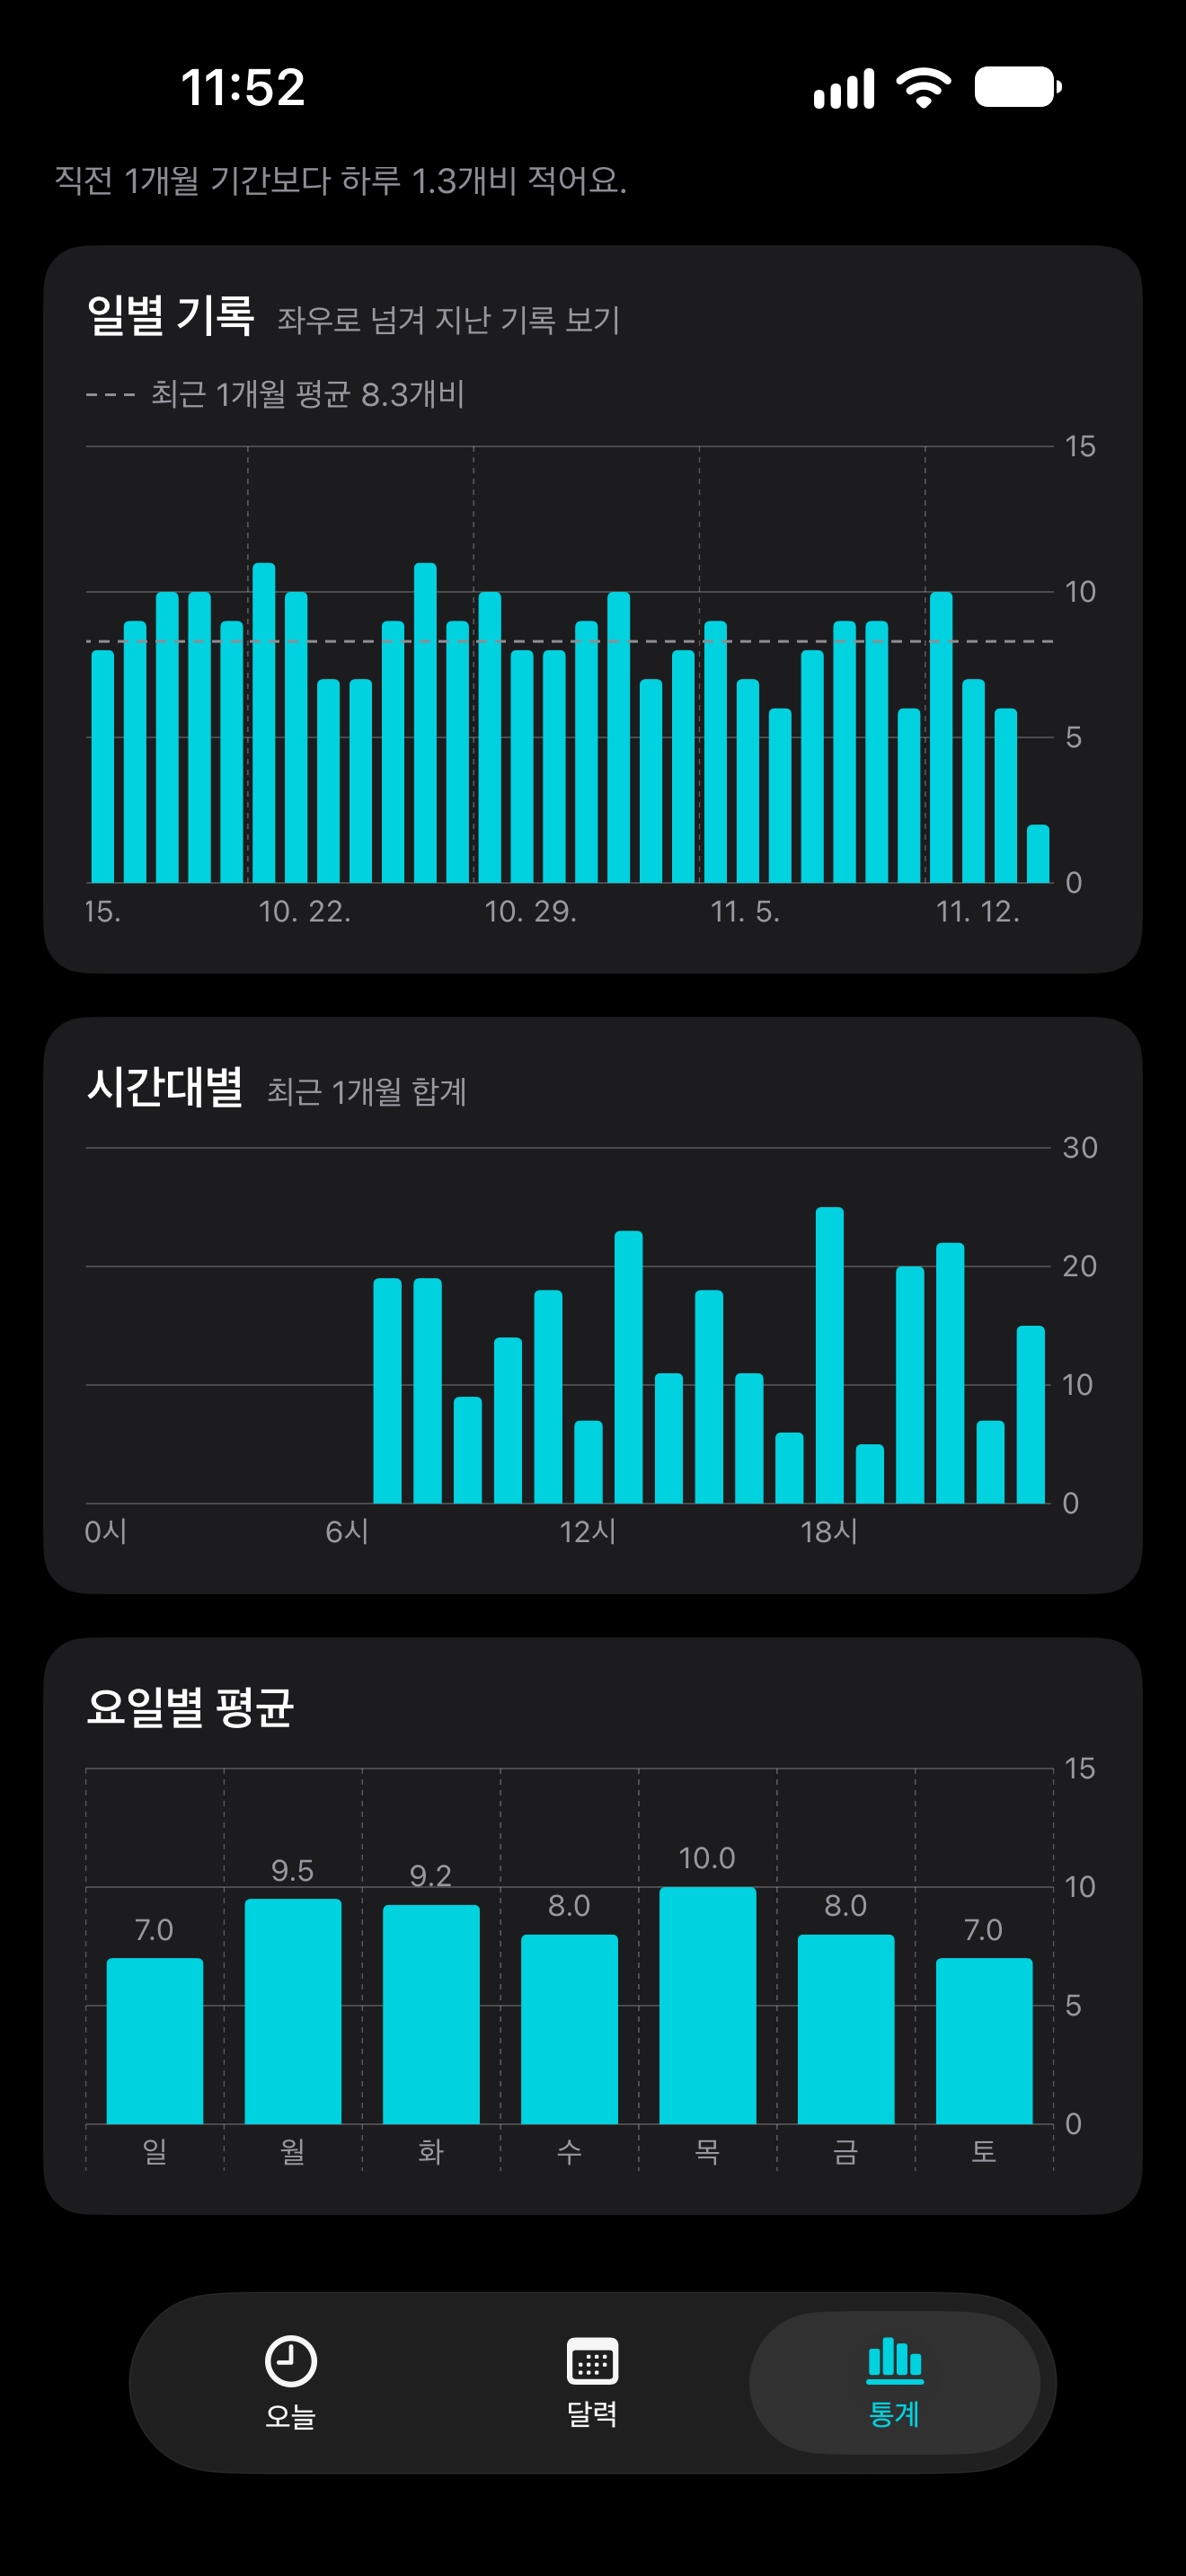 11:52
직전 1개월 기간보다 하루 1.3개비 적어요.
일별 기록 좌우로 넘겨 지난 기록 보기
최근 1개월 평균 8.3개비
15
10
5
0
15. 10. 22. 10. 29. 11. 5. 11. 12.
시간대별 최근 1개월 합계
30
20
10
0
0시 6시 12시 18시
요일별 평균
15
10
5
0
7.0 9.5 9.2 8.0 10.0 8.0 7.0
일 월 화 수 목 금 토
오늘 달력 통계